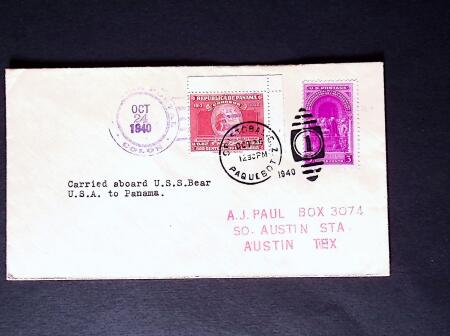 OCT
24
1940
COLON
REPUBLICA DE PANAMA
U.S. POSTAGE
3
CRISTOBAL, C.Z.
OCT 25
12 30 PM
1940
PAQUEBOT
1
Carried aboard U.S.S.Bear
U.S.A. to Panama.
A.J. PAUL BOX 3074
SO. AUSTIN STA.
AUSTIN TEX